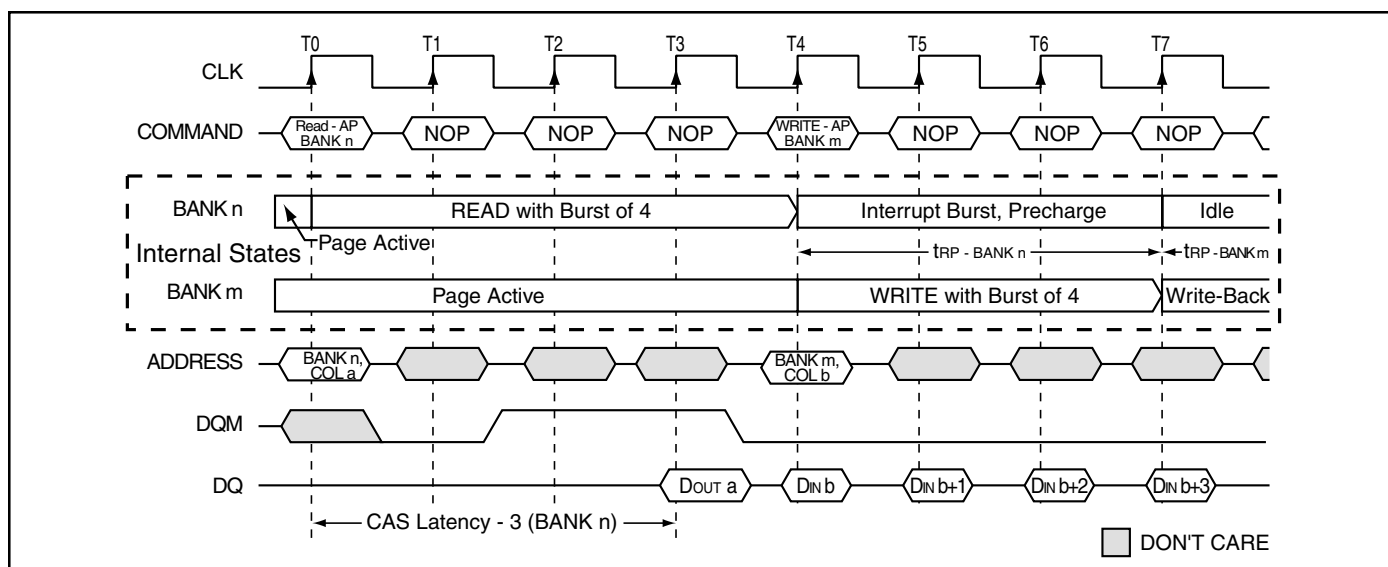 T0 T1 T2 T3 T4 T5 T6 T7
CLK
COMMAND Read - AP BANK n NOP NOP NOP WRITE - AP BANK m NOP NOP NOP
BANK n READ with Burst of 4 Interrupt Burst, Precharge Idle
Page Active
Internal States tRP - BANK n tRP - BANK m
BANK m Page Active WRITE with Burst of 4 Write-Back
ADDRESS BANK n, COL a BANK m, COL b
DQM
DQ DOUT a DIN b DIN b+1 DIN b+2 DIN b+3
CAS Latency - 3 (BANK n)
DON'T CARE